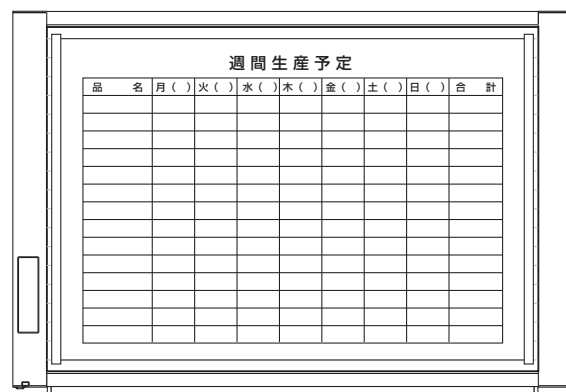 週間生産予定
品　名 月(　) 火(　) 水(　) 木(　) 金(　) 土(　) 日(　) 合　計